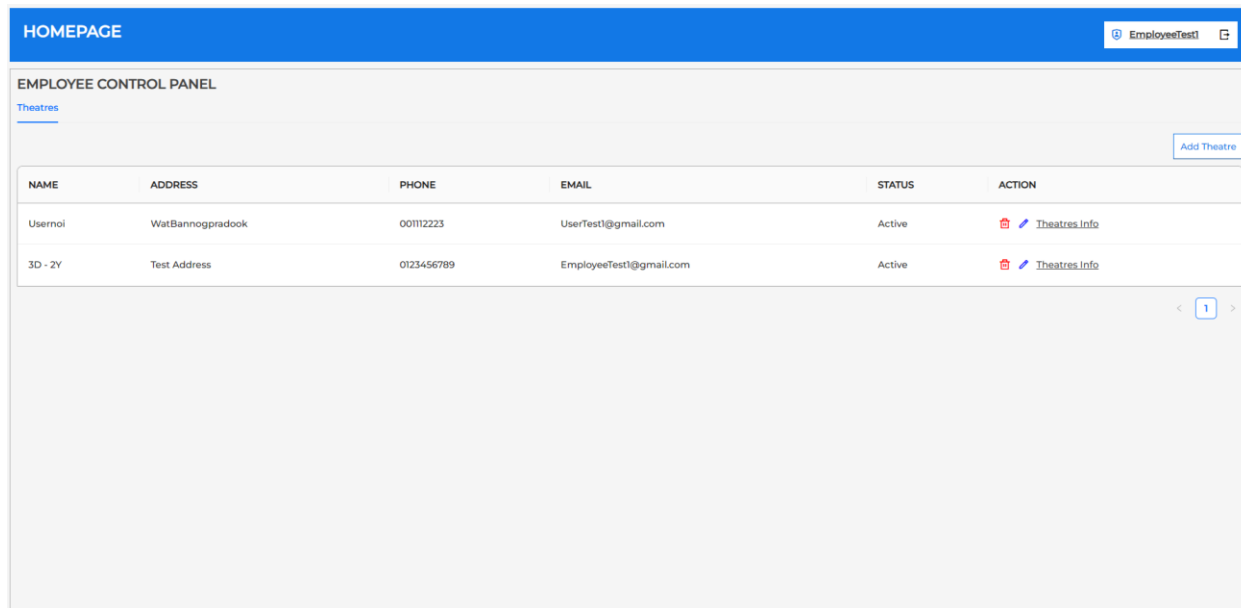 HOMEPAGE
EmployeeTest1
EMPLOYEE CONTROL PANEL
Theatres
Add Theatre
NAME ADDRESS PHONE EMAIL STATUS ACTION
Usernoi WatBannogpradook 001112223 UserTest1@gmail.com Active Theatres Info
3D - 2Y Test Address 0123456789 EmployeeTest1@gmail.com Active Theatres Info
< 1 >